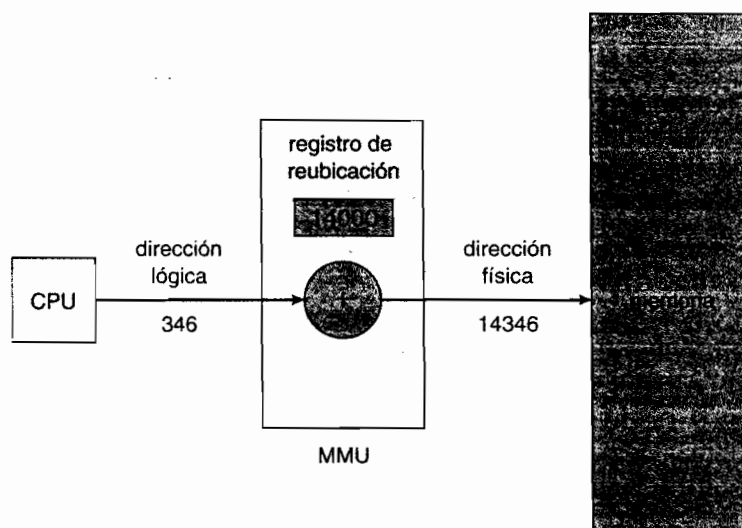 registro de
reubicación
14000
dirección
lógica
dirección
física
CPU
346
+
14346
memoria
MMU